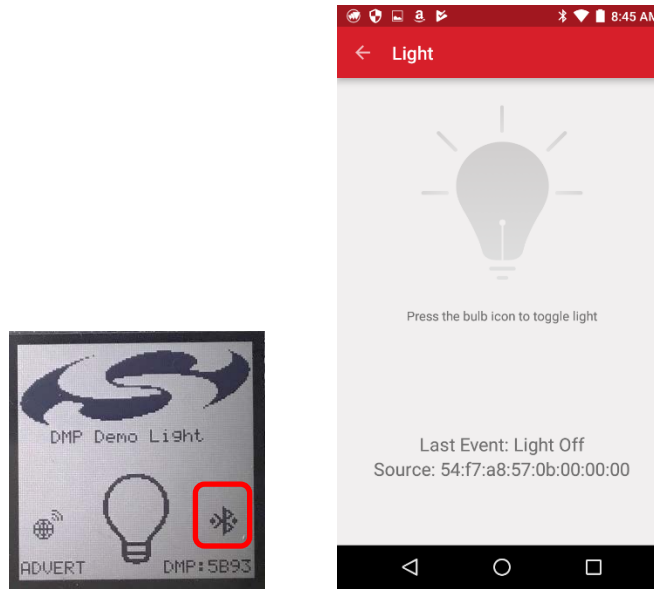 DMP Demo Light
ADVERT
DMP:5B93
8:45 AM
Light
Press the bulb icon to toggle light
Last Event: Light Off
Source: 54:f7:a8:57:0b:00:00:00